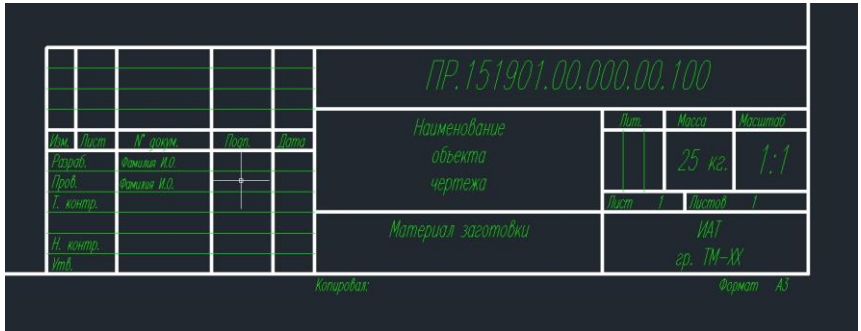 ПР.151901.00.000.00.100
Наименование
объекта
чертежа
Лит. Масса Масштаб
25 кг. 1:1
Лист 1 Листов 1
Изм. Лист N° докум. Подп. Дата
Разраб. Фамилия И.О.
Пров. Фамилия И.О.
Т. контр.
Н. контр.
Утв.
Материал заготовки
ИАТ
гр. ТМ-XX
Копировал: Формат А3